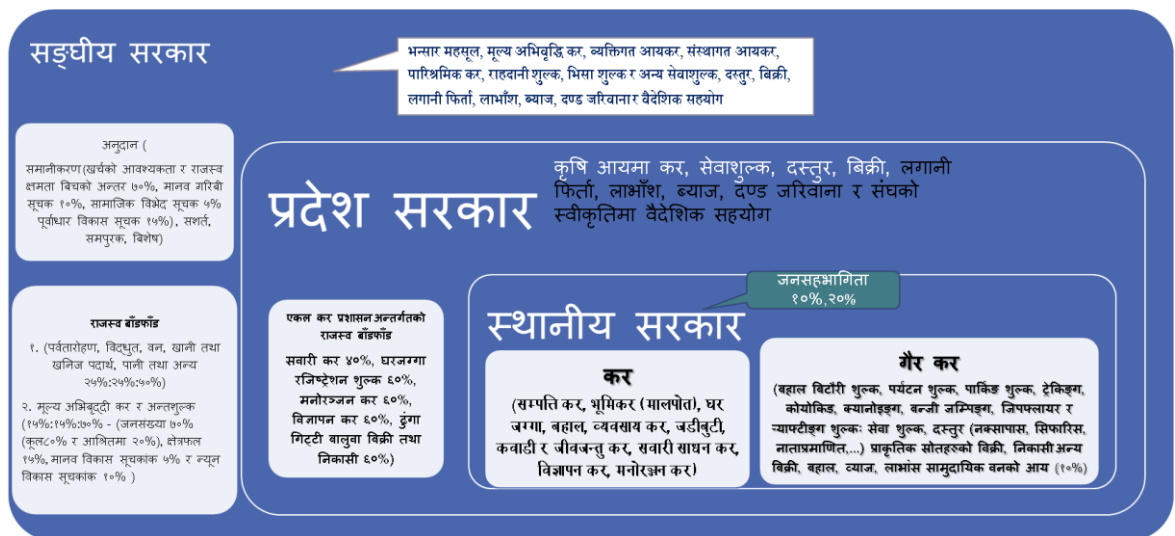 सङ्घीय सरकार
भन्सार महसूल, मूल्य अभिवृद्धि कर, व्यक्तिगत आयकर, संस्थागत आयकर,
पारिश्रमिक कर, राहदानी शुल्क, भिसा शुल्क र अन्य सेवाशुल्क, दस्तुर, बिक्री,
लगानी फिर्ता, लाभाँश, ब्याज, दण्ड जरिवाना र वैदेशिक सहयोग
अनुदान (
समानीकरण(खर्चको आवश्यकता र राजस्व
क्षमता बिचको अन्तर ७०%, मानव गरिबी
सूचक १०%, सामाजिक विभेद सूचक ५%
पूर्वाधार विकास सूचक १५%), सशर्त,
समपुरक, बिशेष)
राजस्व बाँडफाँड
१. (पर्वतारोहण, विद्धुत, वन, खानी तथा
खनिज पदार्थ, पानी तथा अन्य
२५%:२५%:५०%)
२. मूल्य अभिबृद्दी कर र अन्तशुल्क
(१५%:१५%:७०% - (जनसंख्या ७०%
(कूल८०% र आश्रितमा २०%), क्षेत्रफल
१५%, मानव विकास सूचकांक ५% र न्यून
विकास सूचकांक १०% )
प्रदेश सरकार
कृषि आयमा कर, सेवाशुल्क, दस्तुर, बिक्री, लगानी
फिर्ता, लाभाँश, ब्याज, दण्ड जरिवाना र संघको
स्वीकृतिमा वैदेशिक सहयोग
एकल कर प्रशासन अन्तर्गतको
राजस्व बाँडफाँड
सवारी कर ४०%, घरजग्गा
रजिष्ट्रेशन शुल्क ६०%,
मनोरञ्जन कर ६०%,
विज्ञापन कर ६०%, ढुंगा
गिट्टी बालुवा बिक्री तथा
निकासी ६०%)
जनसहभागिता
१०%,२०%
स्थानीय सरकार
कर
(सम्पति कर, भूमिकर (मालपोत), घर
जग्गा, बहाल, व्यवसाय कर, जडीबुटी,
कवाडी र जीवजन्तु कर, सवारी साधन कर,
विज्ञापन कर, मनोरञ्जन कर)
गैर कर
(बहाल बिटौरी शुल्क, पर्यटन शुल्क, पार्किङ शुल्क, ट्रेकिङ्ग,
कोयोकिङ, क्यानोइङ्ग, बन्जी जम्पिङ्ग, जिपफ्लायर र
र्‍याफ्टीङ्ग शुल्कः सेवा शुल्क, दस्तुर (नक्सापास, सिफारिस,
नाताप्रमाणित,...) प्राकृतिक स्रोतहरुको विक्री, निकासीअन्य
बिक्री, बहाल, व्याज, लाभांस सामुदायिक वनको आय (१०%)